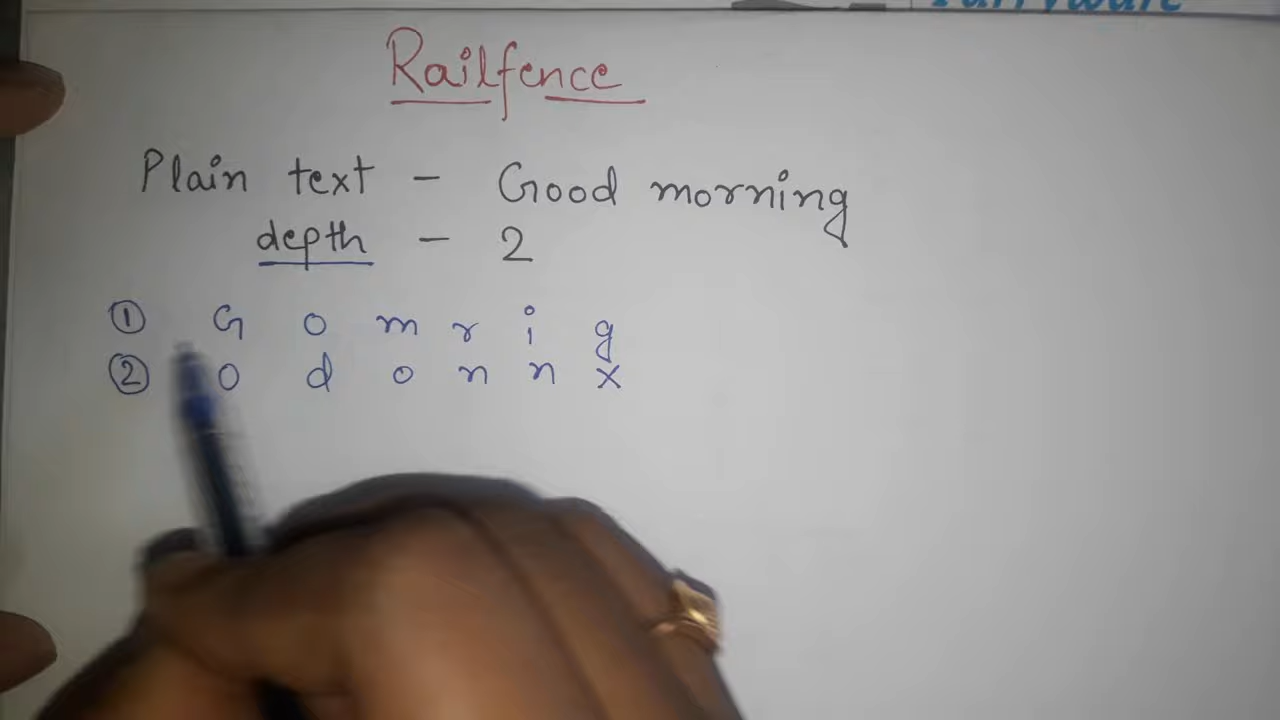 Railfence
Plain text - Good morning
depth - 2
① G o m r i g
② o d o n n x